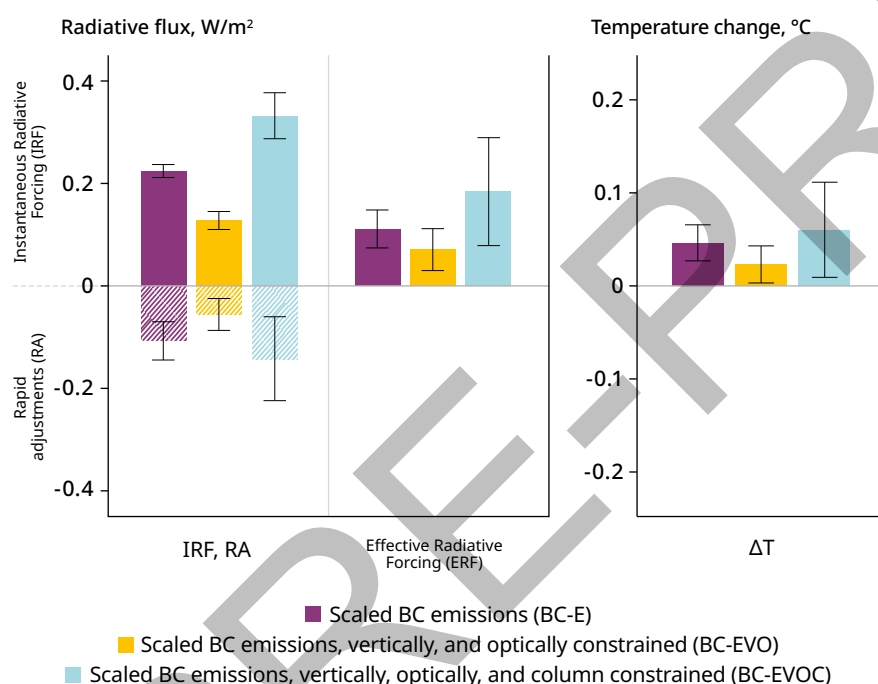 Radiative flux, W/m²
Temperature change, °C
Instantaneous Radiative
Forcing (IRF)
Rapid
adjustments (RA)
0.4
0.2
0
-0.2
-0.4
0.2
0.1
0
-0.1
-0.2
IRF, RA
Effective Radiative
Forcing (ERF)
ΔT
Scaled BC emissions (BC-E)
Scaled BC emissions, vertically, and optically constrained (BC-EVO)
Scaled BC emissions, vertically, optically, and column constrained (BC-EVOC)
RE-PR